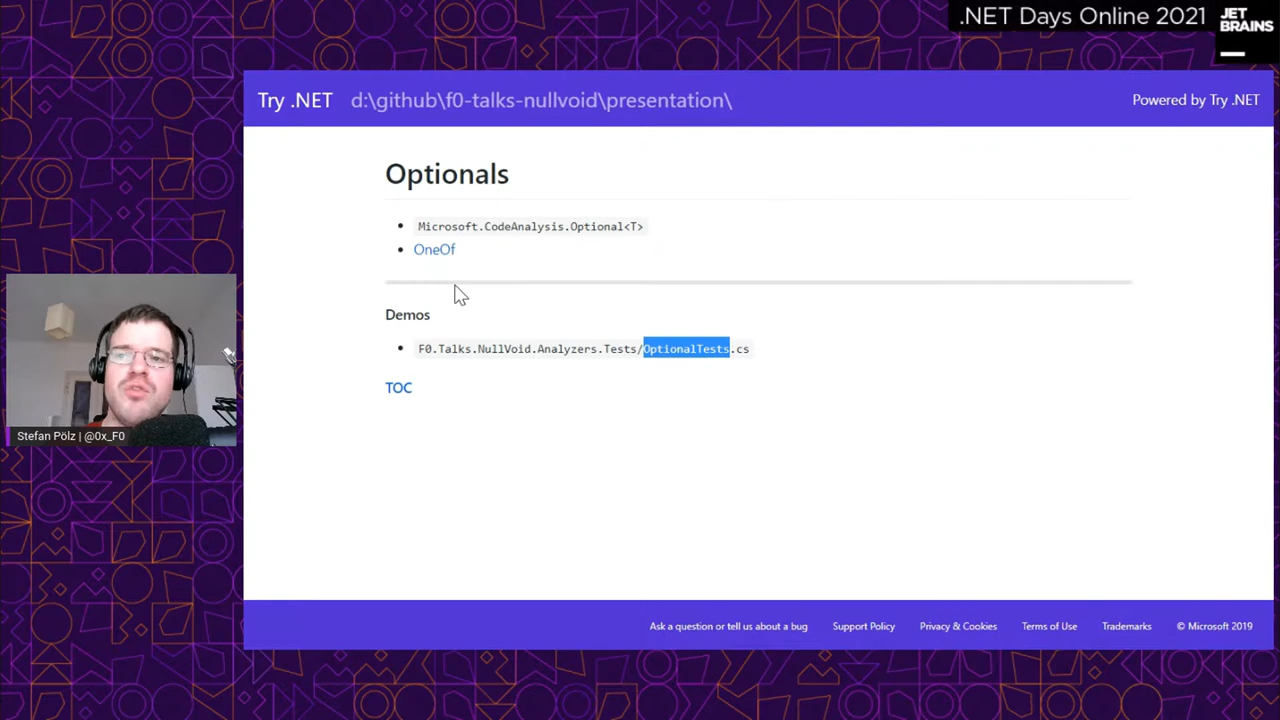 .NET Days Online 2021
JET
BRAINS
Try .NET d:\github\f0-talks-nullvoid\presentation\
Powered by Try .NET
Optionals
Microsoft.CodeAnalysis.Optional<T>
OneOf
Demos
F0.Talks.NullVoid.Analyzers.Tests/OptionalTests.cs
TOC
Stefan Pölz | @0x_F0
Ask a question or tell us about a bug Support Policy Privacy & Cookies Terms of Use Trademarks © Microsoft 2019